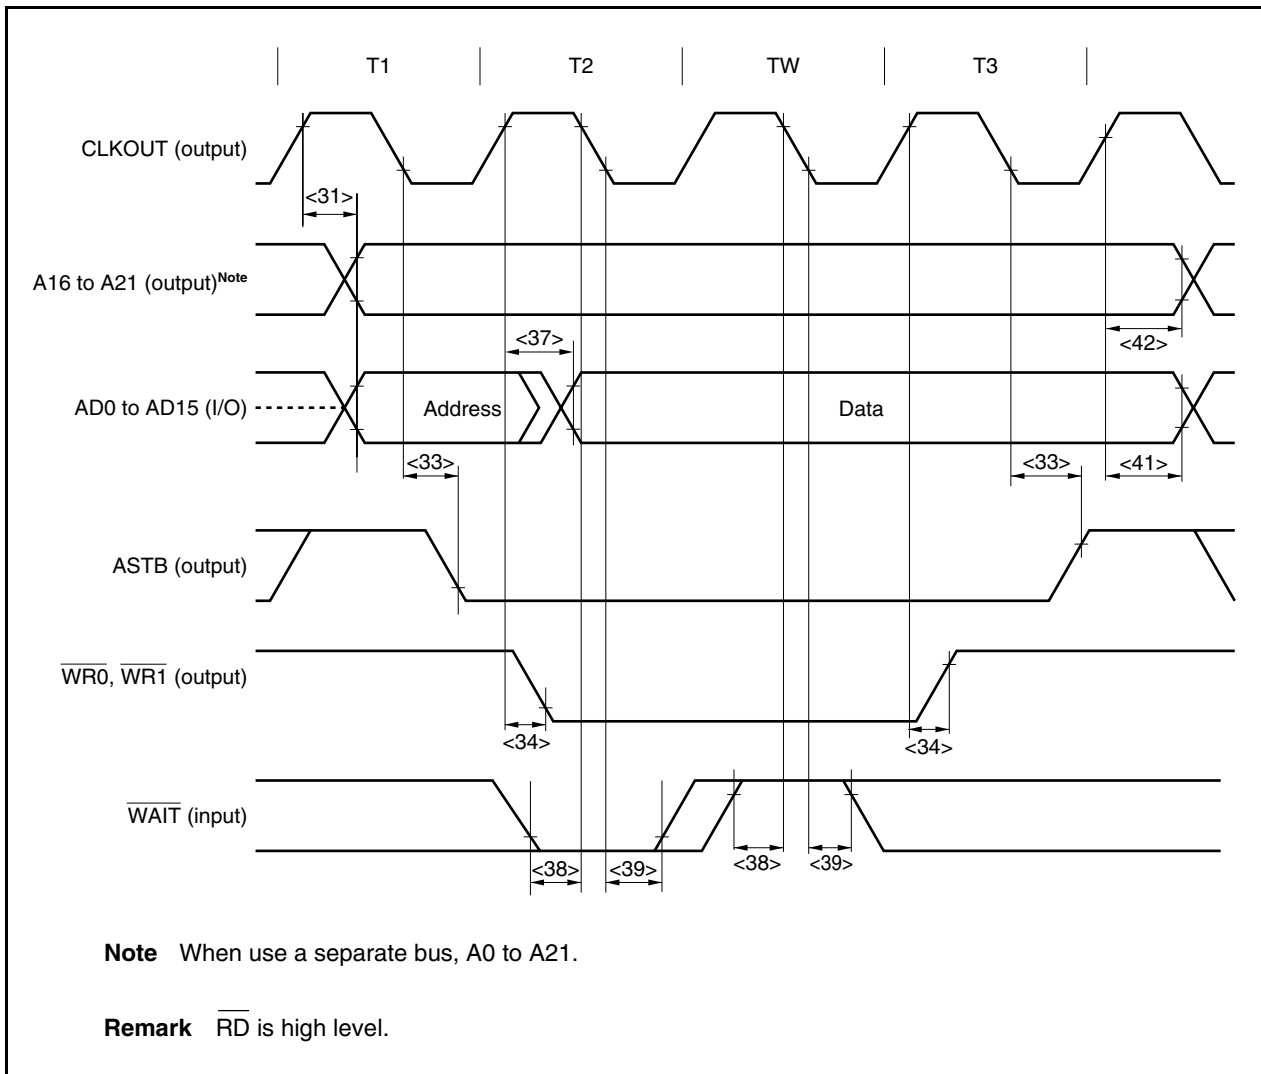 T1 T2 TW T3
CLKOUT (output)
<31>
A16 to A21 (output)Note
<37> <42>
AD0 to AD15 (I/O) Address Data
<33> <33> <41>
ASTB (output)
WR0, WR1 (output)
<34> <34>
WAIT (input)
<38> <39> <38> <39>
Note When use a separate bus, A0 to A21.
Remark RD is high level.